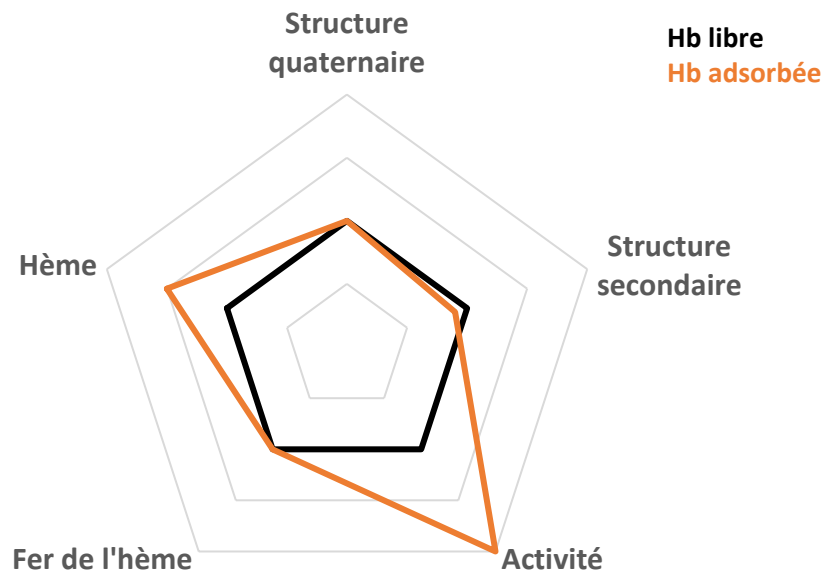 Structure
quaternaire
Hb libre
Hb adsorbée
Structure
secondaire
Hème
Fer de l'hème
Activité